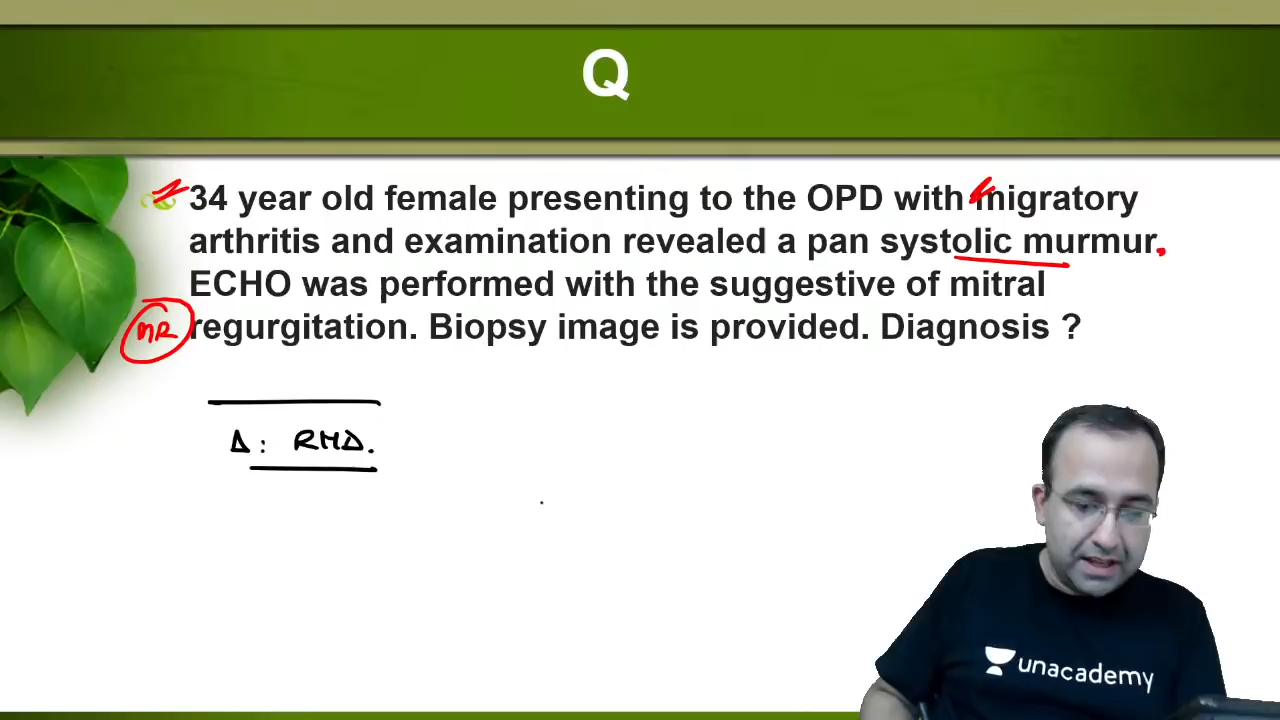 Q
34 year old female presenting to the OPD with migratory
arthritis and examination revealed a pan systolic murmur.
ECHO was performed with the suggestive of mitral
MR regurgitation. Biopsy image is provided. Diagnosis ?
Δ: RHD.
unacademy